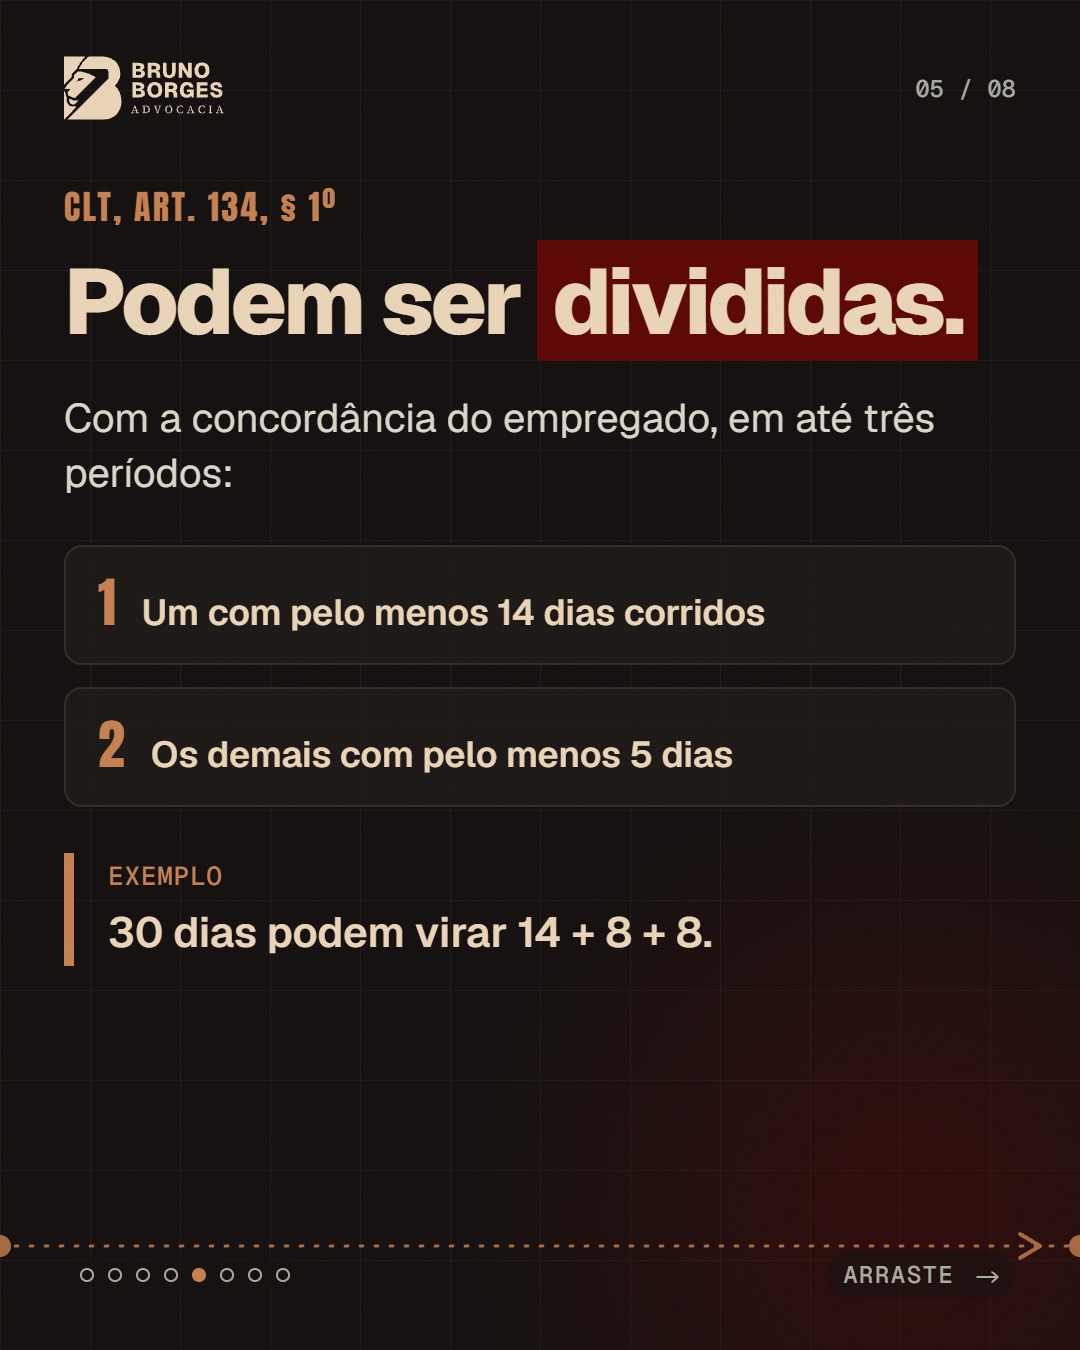 BRUNO
BORGES
ADVOCACIA
05 / 08
CLT, ART. 134, § 1º
Podem ser divididas.
Com a concordância do empregado, em até três
períodos:
1 Um com pelo menos 14 dias corridos
2 Os demais com pelo menos 5 dias
EXEMPLO
30 dias podem virar 14 + 8 + 8.
ARRASTE →